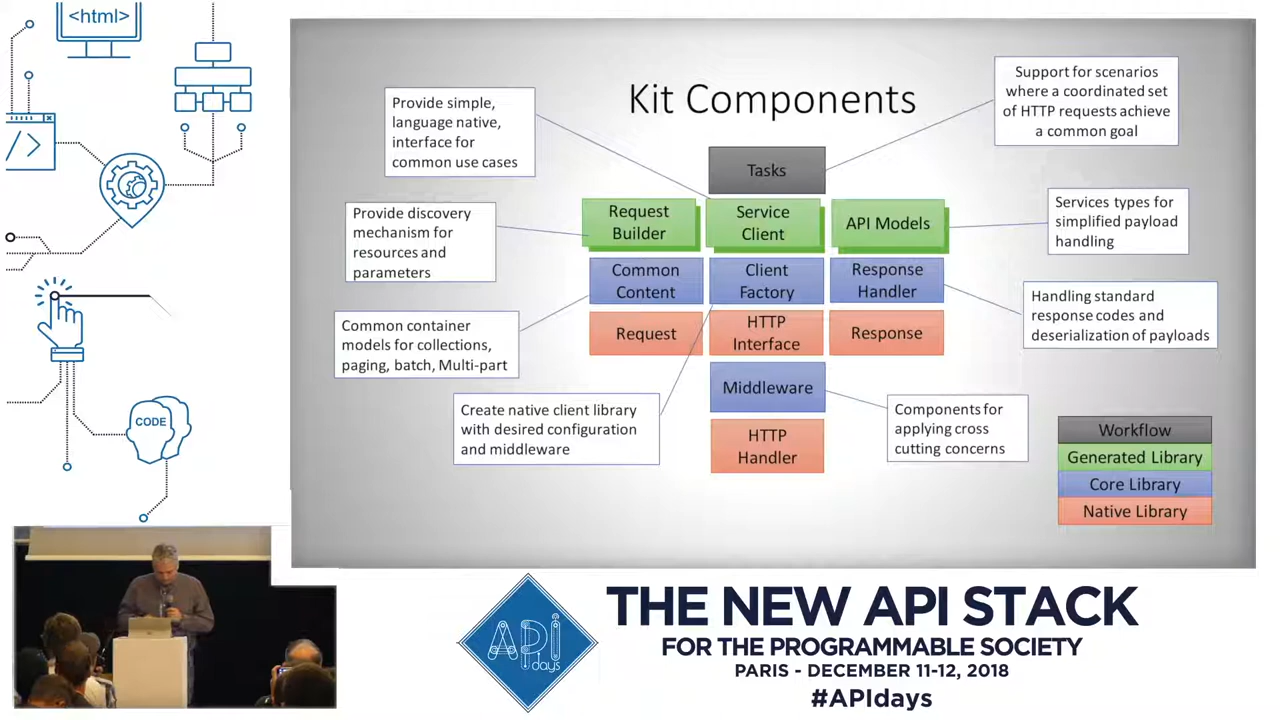 <html>
</>
CODE
Kit Components
Provide simple,
language native,
interface for
common use cases
Support for scenarios
where a coordinated set
of HTTP requests achieve
a common goal
Tasks
Provide discovery
mechanism for
resources and
parameters
Request
Builder
Service
Client
API Models
Services types for
simplified payload
handling
Common
Content
Client
Factory
Response
Handler
Handling standard
response codes and
deserialization of payloads
Common container
models for collections,
paging, batch, Multi-part
Request
HTTP
Interface
Response
Middleware
Create native client library
with desired configuration
and middleware
Components for
applying cross
cutting concerns
HTTP
Handler
Workflow
Generated Library
Core Library
Native Library
API
days
THE NEW API STACK
FOR THE PROGRAMMABLE SOCIETY
PARIS - DECEMBER 11-12, 2018
#APIdays